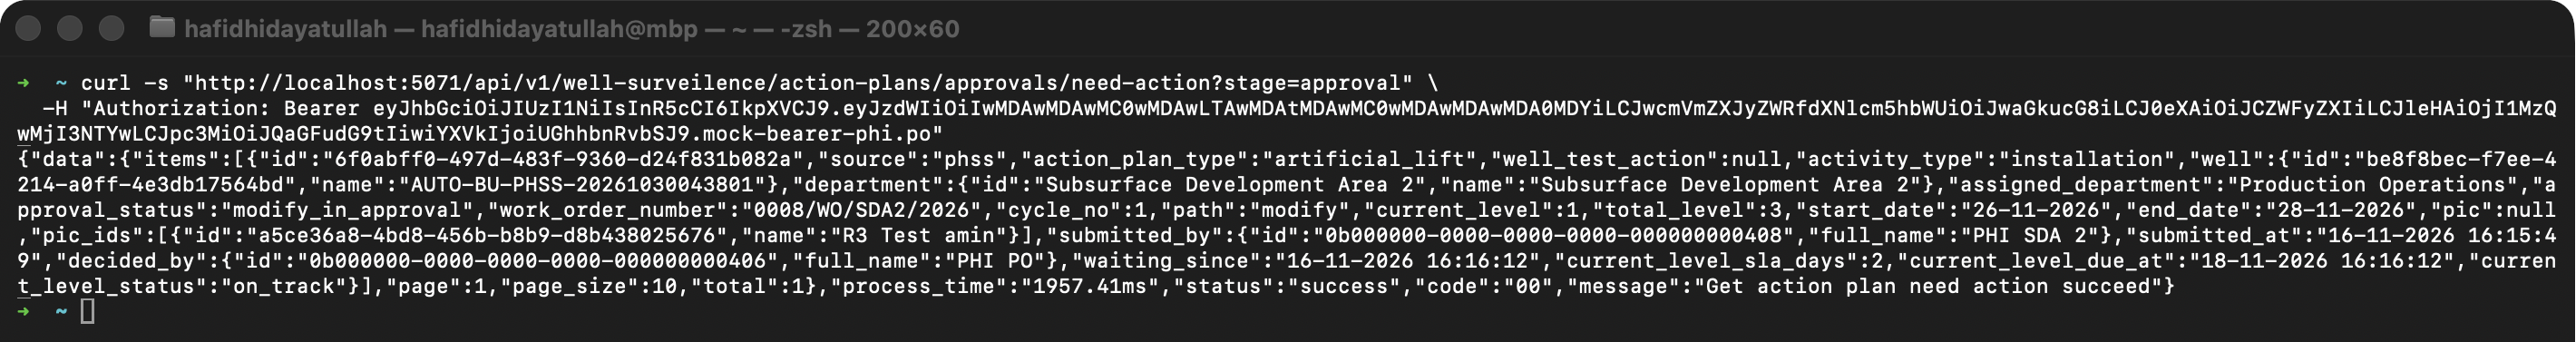 hafidhidayatullah — hafidhidayatullah@mbp — ~ — -zsh — 200×60
➜  ~ curl -s "http://localhost:5071/api/v1/well-surveilence/action-plans/approvals/need-action?stage=approval" \
  -H "Authorization: Bearer eyJhbGciOiJIUzI1NiIsInR5cCI6IkpXVCJ9.eyJzdWIiOiIwMDAwMDAwMC0wMDAwLTAwMDAtMDAwMC0wMDAwMDAwMDA0MDYiLCJwcmVmZXJyZWRfdXNlcm5hbWUiOiJwaGkucG8iLCJ0eXAiOiJCZWFyZXIiLCJleHAiOjI1MzQ
wMjI3NTYwLCJpc3MiOiJQaGFudG9tIiwiYXVkIjoiUGhhbnRvbSJ9.mock-bearer-phi.po"
{"data":{"items":[{"id":"6f0abff0-497d-483f-9360-d24f831b082a","source":"phss","action_plan_type":"artificial_lift","well_test_action":null,"activity_type":"installation","well":{"id":"be8f8bec-f7ee-4
214-a0ff-4e3db17564bd","name":"AUTO-BU-PHSS-20261030043801"},"department":{"id":"Subsurface Development Area 2","name":"Subsurface Development Area 2"},"assigned_department":"Production Operations","a
pproval_status":"modify_in_approval","work_order_number":"0008/WO/SDA2/2026","cycle_no":1,"path":"modify","current_level":1,"total_level":3,"start_date":"26-11-2026","end_date":"28-11-2026","pic":null
,"pic_ids":[{"id":"a5ce36a8-4bd8-456b-b8b9-d8b438025676","name":"R3 Test amin"}],"submitted_by":{"id":"0b000000-0000-0000-0000-000000000408","full_name":"PHI SDA 2"},"submitted_at":"16-11-2026 16:15:4
9","decided_by":{"id":"0b000000-0000-0000-0000-000000000406","full_name":"PHI PO"},"waiting_since":"16-11-2026 16:16:12","current_level_sla_days":2,"current_level_due_at":"18-11-2026 16:16:12","curren
t_level_status":"on_track"}],"page":1,"page_size":10,"total":1},"process_time":"1957.41ms","status":"success","code":"00","message":"Get action plan need action succeed"}
➜  ~